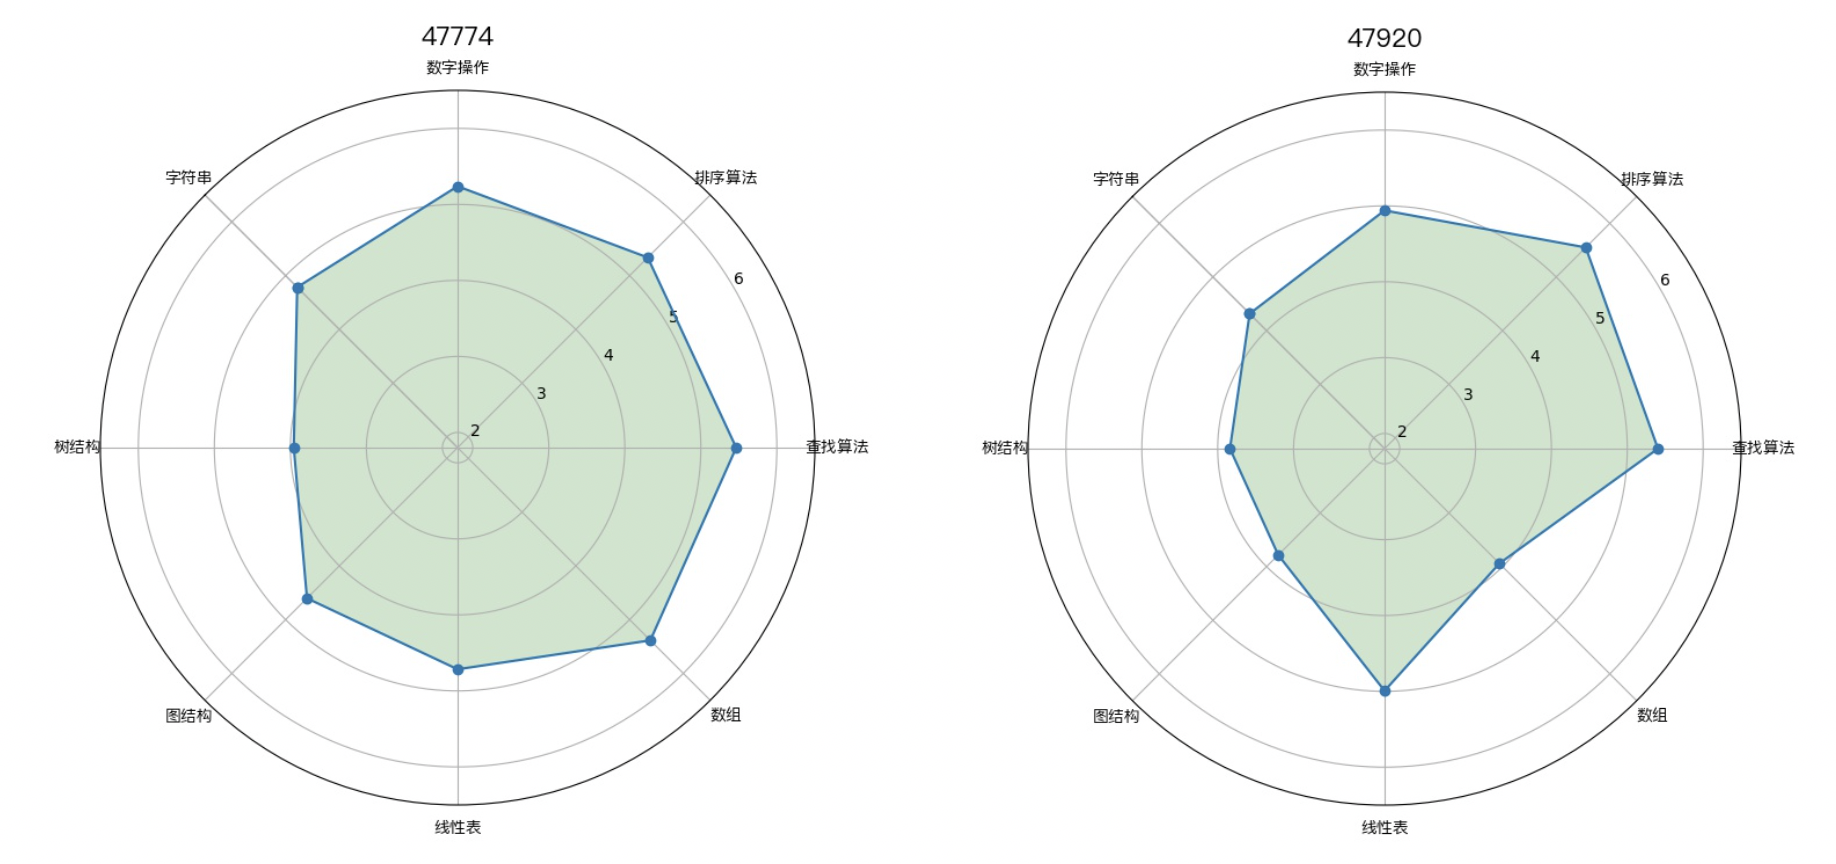 47774
数字操作
字符串
排序算法
6
5
4
3
2
树结构
查找算法
图结构
数组
线性表
47920
数字操作
字符串
排序算法
6
5
4
3
2
树结构
查找算法
图结构
数组
线性表